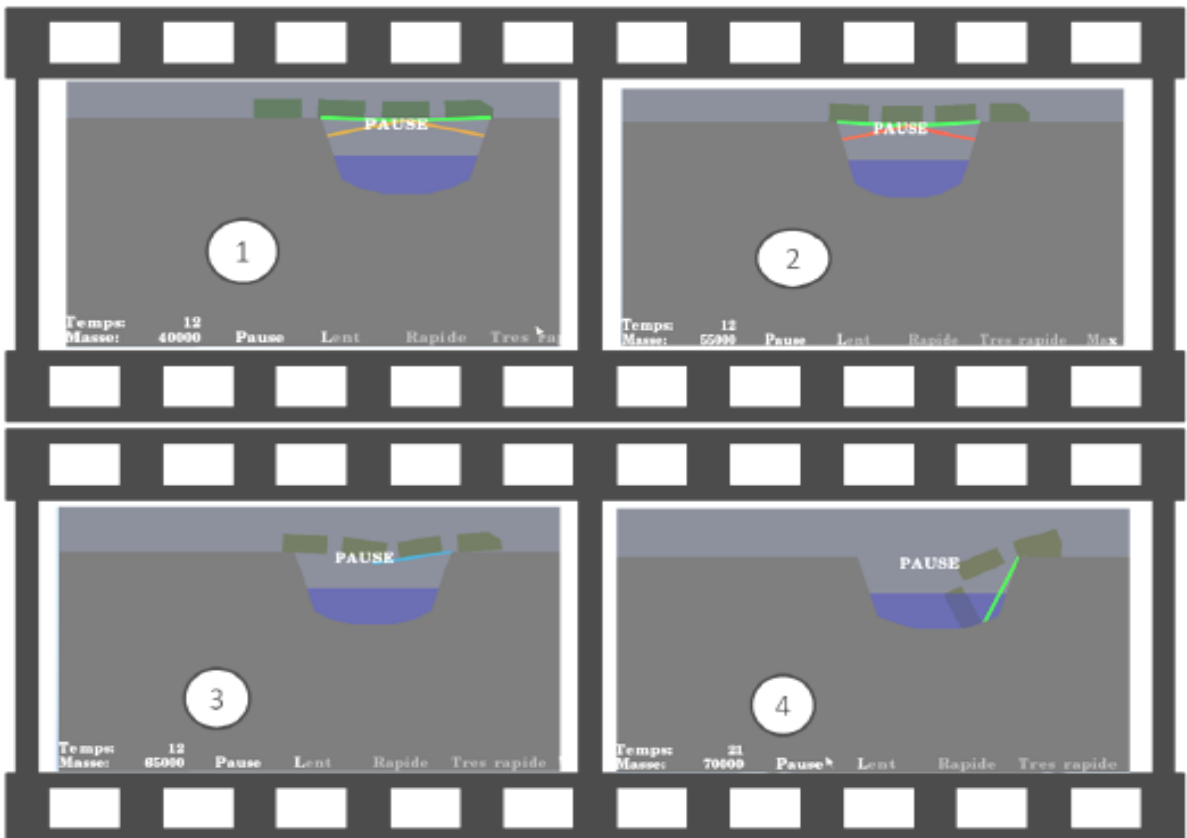 PAUSE
1
Temps: 12
Masse: 40000 Pause Lent Rapide Tres ra
PAUSE
2
Temps: 12
Masse: 55000 Pause Lent Rapide Tres rapide Max
PAUSE
3
Temps: 12
Masse: 65000 Pause Lent Rapide Tres rapide
PAUSE
4
Temps: 21
Masse: 70000 Pause Lent Rapide Tres rapide